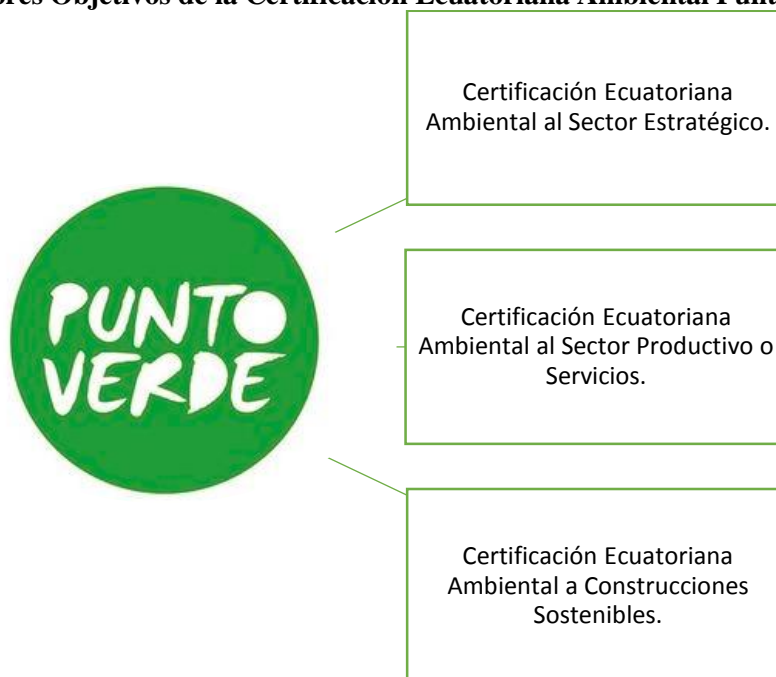 Objetivos de la Certificación Ecuatoriana Ambiental
Certificación Ecuatoriana
Ambiental al Sector Estratégico.
PUNTO
VERDE
Certificación Ecuatoriana
Ambiental al Sector Productivo o
Servicios.
Certificación Ecuatoriana
Ambiental a Construcciones
Sostenibles.